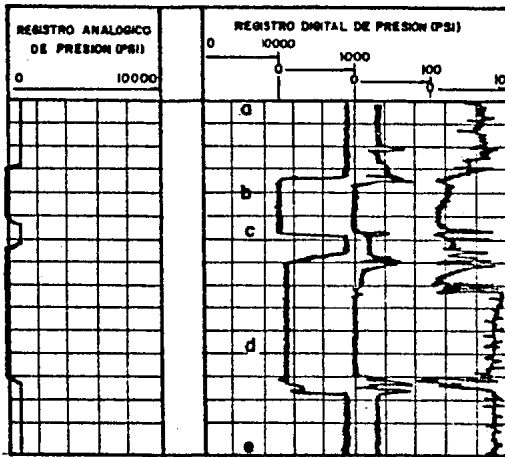 REGISTRO ANALOGICO
DE PRESION (PSI)
0 10000
REGISTRO DIGITAL DE PRESION (PSI)
0 10000
0 1000
0 100
0 10
a
b
c
d
e